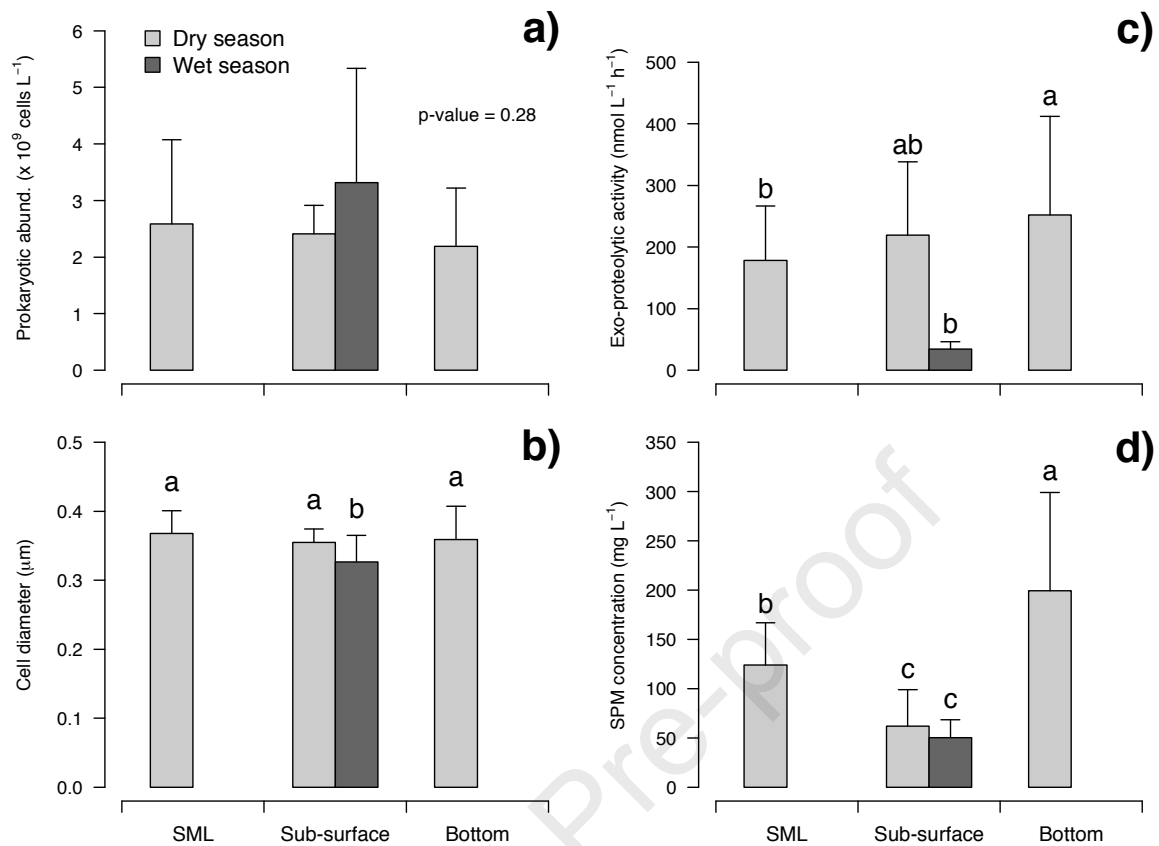 a)
Prokaryotic abund. (x 10⁹ cells L⁻¹)
6
5
4
3
2
1
0
Dry season
Wet season
p-value = 0.28
c)
Exo-proteolytic activity (nmol L⁻¹ h⁻¹)
500
400
300
200
100
0
b
ab
b
a
b)
Cell diameter (μm)
0.5
0.4
0.3
0.2
0.1
0.0
a
a
b
a
SML
Sub-surface
Bottom
d)
SPM concentration (mg L⁻¹)
350
300
250
200
150
100
50
0
b
c
c
a
SML
Sub-surface
Bottom
Pre-proof